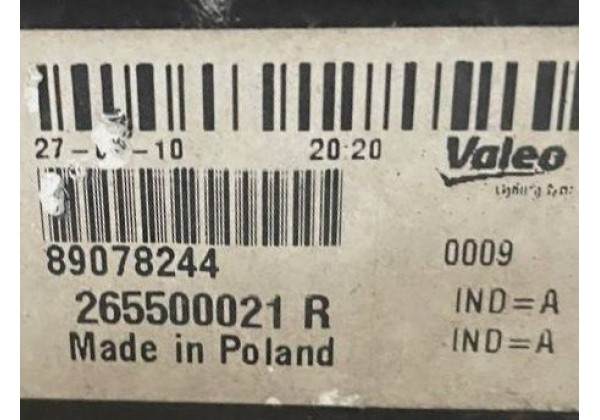 20:20
Valeo
89078244
0009
265500021 R
IND=A
Made in Poland
IND=A